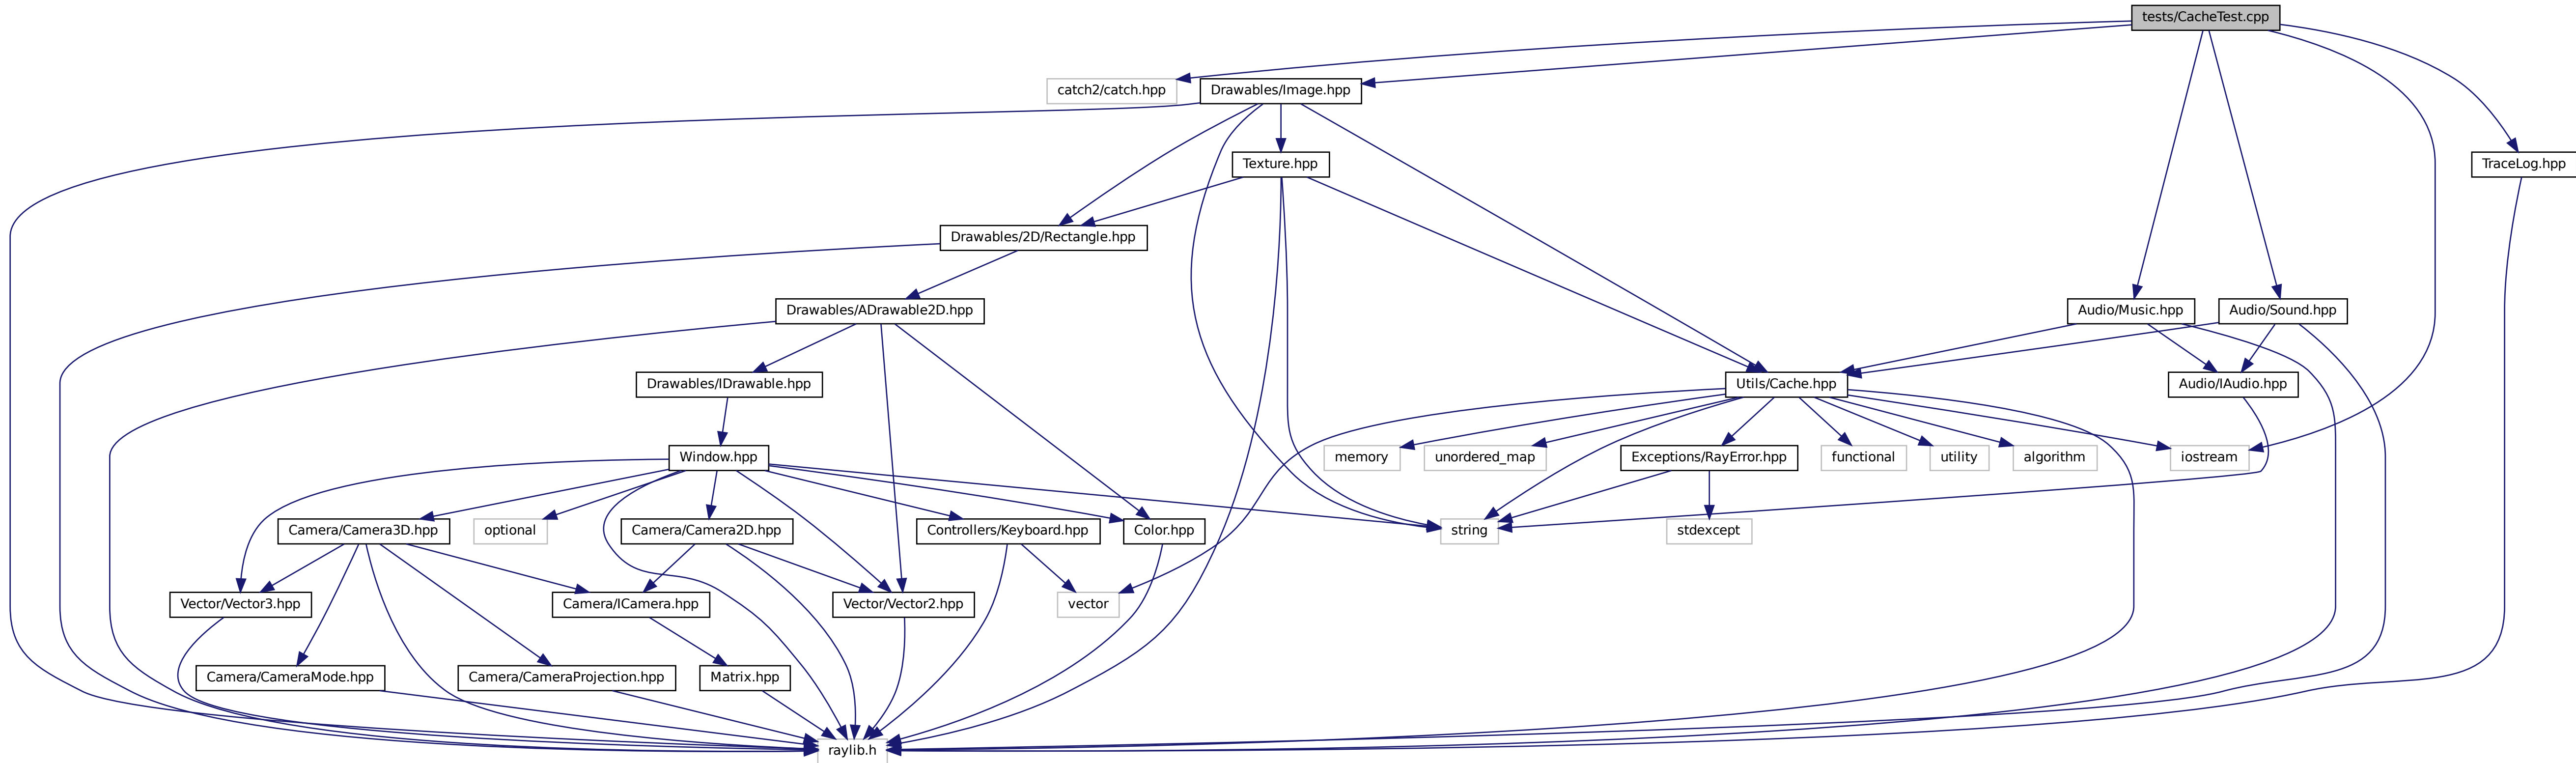 tests/CacheTest.cpp
catch2/catch.hpp
Drawables/Image.hpp
Texture.hpp
TraceLog.hpp
Drawables/2D/Rectangle.hpp
Drawables/ADrawable2D.hpp
Audio/Music.hpp
Audio/Sound.hpp
Drawables/IDrawable.hpp
Utils/Cache.hpp
Audio/IAudio.hpp
Window.hpp
memory
unordered_map
Exceptions/RayError.hpp
functional
utility
algorithm
iostream
Camera/Camera3D.hpp
optional
Camera/Camera2D.hpp
Controllers/Keyboard.hpp
Color.hpp
string
stdexcept
Vector/Vector3.hpp
Camera/ICamera.hpp
Vector/Vector2.hpp
vector
Camera/CameraMode.hpp
Camera/CameraProjection.hpp
Matrix.hpp
raylib.h